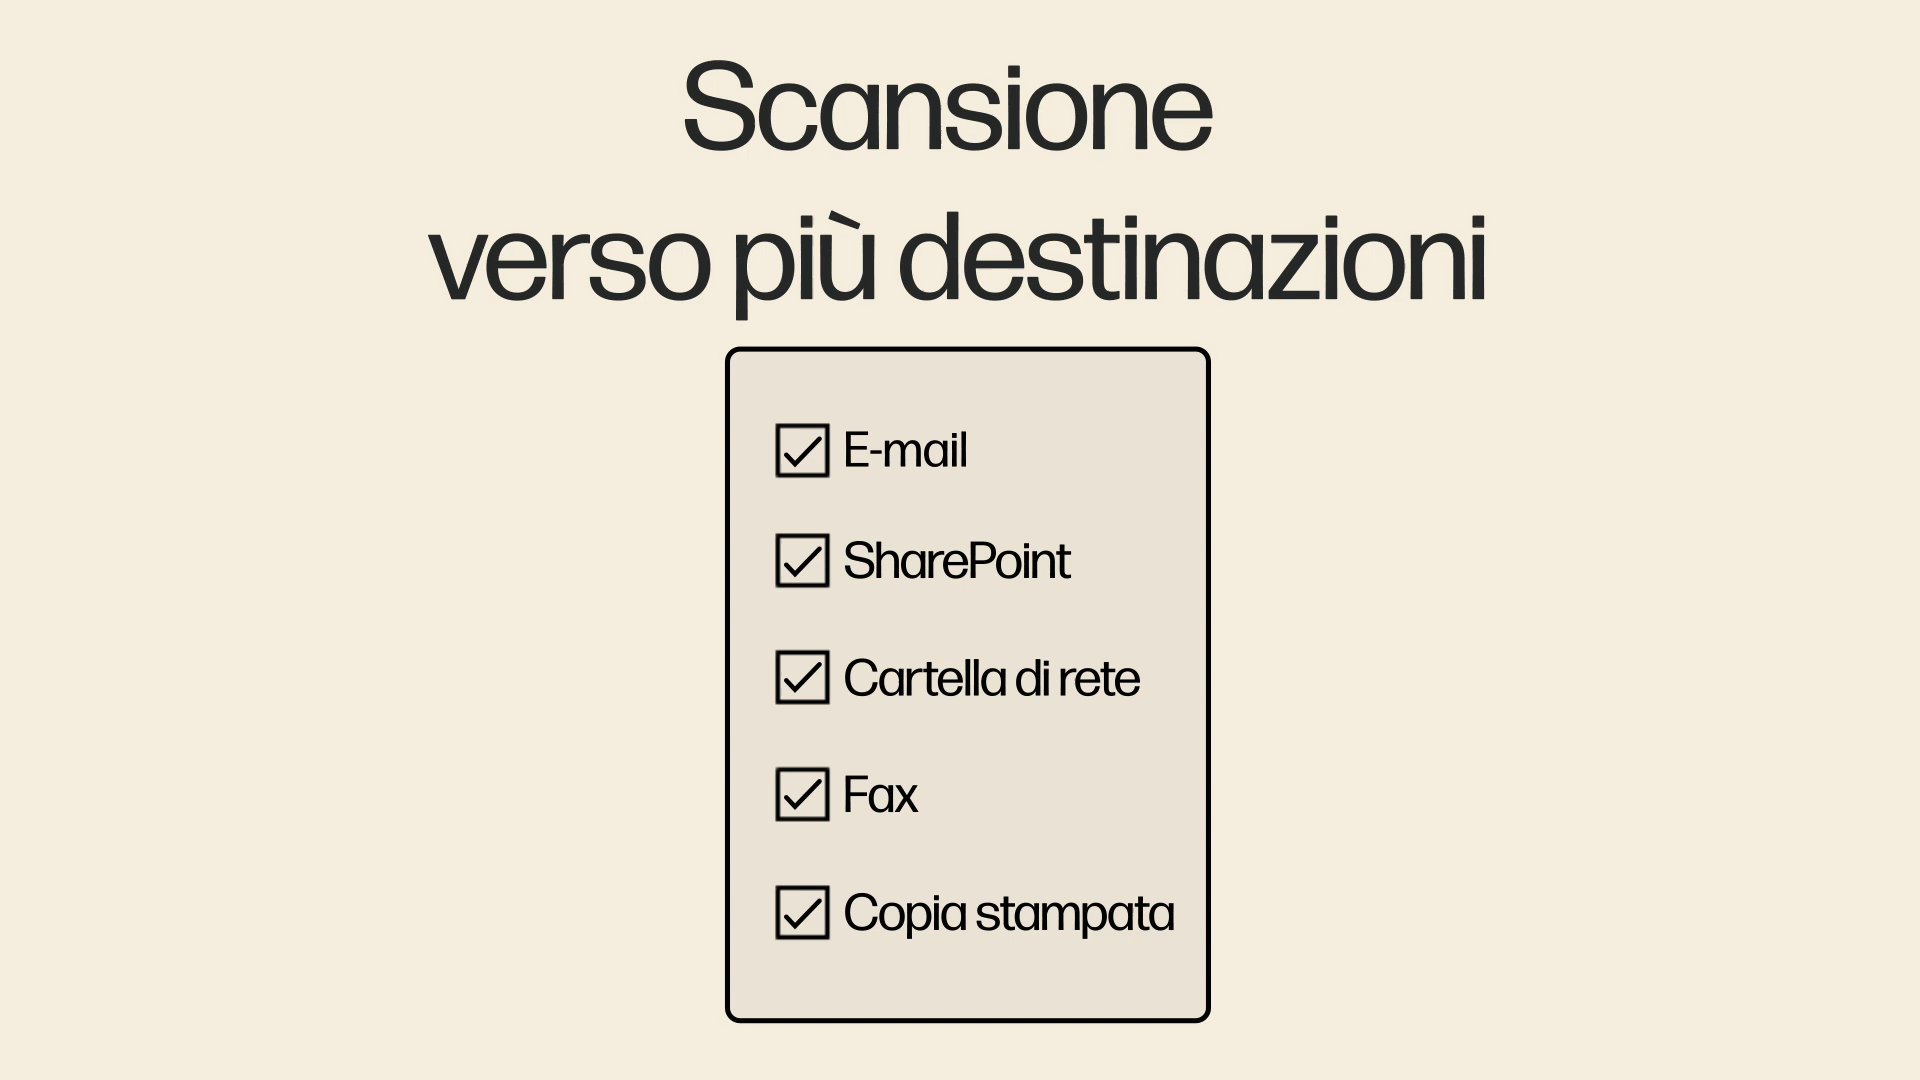 Scansione
verso più destinazioni
E-mail
SharePoint
Cartella di rete
Fax
Copia stampata